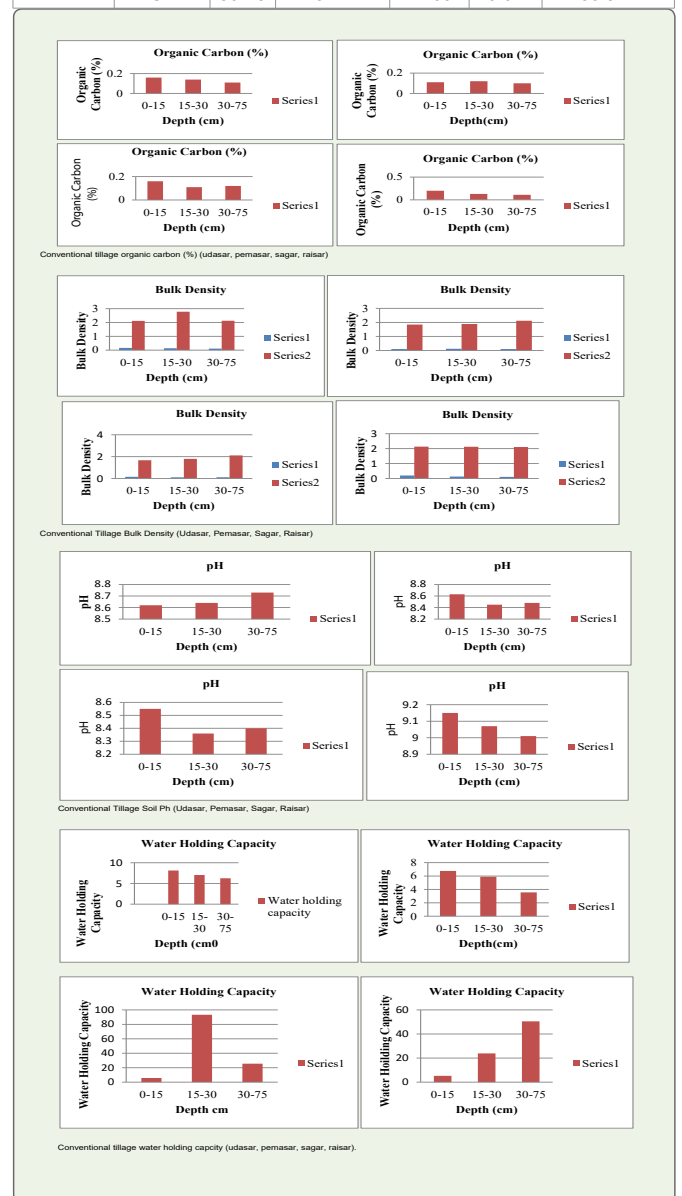 Organic Carbon (%)
Organic Carbon (%)
0.2
0
0-15 15-30 30-75
Depth (cm)
Series1
Organic Carbon (%)
Organic Carbon (%)
0.2
0
0-15 15-30 30-75
Depth(cm)
Series1
Organic Carbon (%)
Organic Carbon (%)
0.2
0
0-15 15-30 30-75
Depth (cm)
Series1
Organic Carbon (%)
Organic Carbon (%)
0.5
0
0-15 15-30 30-75
Depth (cm)
Series1
Conventional tillage organic carbon (%) (udasar, pemasar, sagar, raisar)
Bulk Density
Bulk Density
3
2
1
0
0-15 15-30 30-75
Depth (cm)
Series1
Series2
Bulk Density
Bulk Density
3
2
1
0
0-15 15-30 30-75
Depth (cm)
Series1
Series2
Bulk Density
Bulk Density
4
2
0
0-15 15-30 30-75
Depth (cm)
Series1
Series2
Bulk Density
Bulk Density
3
2
1
0
0-15 15-30 30-75
Depth (cm)
Series1
Series2
Conventional Tillage Bulk Density (Udasar, Pemasar, Sagar, Raisar)
pH
pH
8.8
8.7
8.6
8.5
0-15 15-30 30-75
Depth (cm)
Series1
pH
pH
8.8
8.6
8.4
8.2
0-15 15-30 30-75
Depth (cm)
Series1
pH
pH
8.6
8.5
8.4
8.3
8.2
0-15 15-30 30-75
Depth (cm)
Series1
pH
pH
9.2
9.1
9
8.9
0-15 15-30 30-75
Depth (cm)
Series1
Conventional Tillage Soil Ph (Udasar, Pemasar, Sagar, Raisar)
Water Holding Capacity
Water Holding Capacity
10
5
0
0-15 15-30 30-75
Depth (cm0
Water holding capacity
Water Holding Capacity
Water Holding Capacity
8
6
4
2
0
0-15 15-30 30-75
Depth(cm)
Series1
Water Holding Capacity
Water Holding Capacity
100
80
60
40
20
0
0-15 15-30 30-75
Depth cm
Series1
Water Holding Capacity
Water Hoilding Capacity
60
40
20
0
0-15 15-30 30-75
Depth (cm)
Series1
Conventional tillage water holding capcity (udasar, pemasar, sagar, raisar).